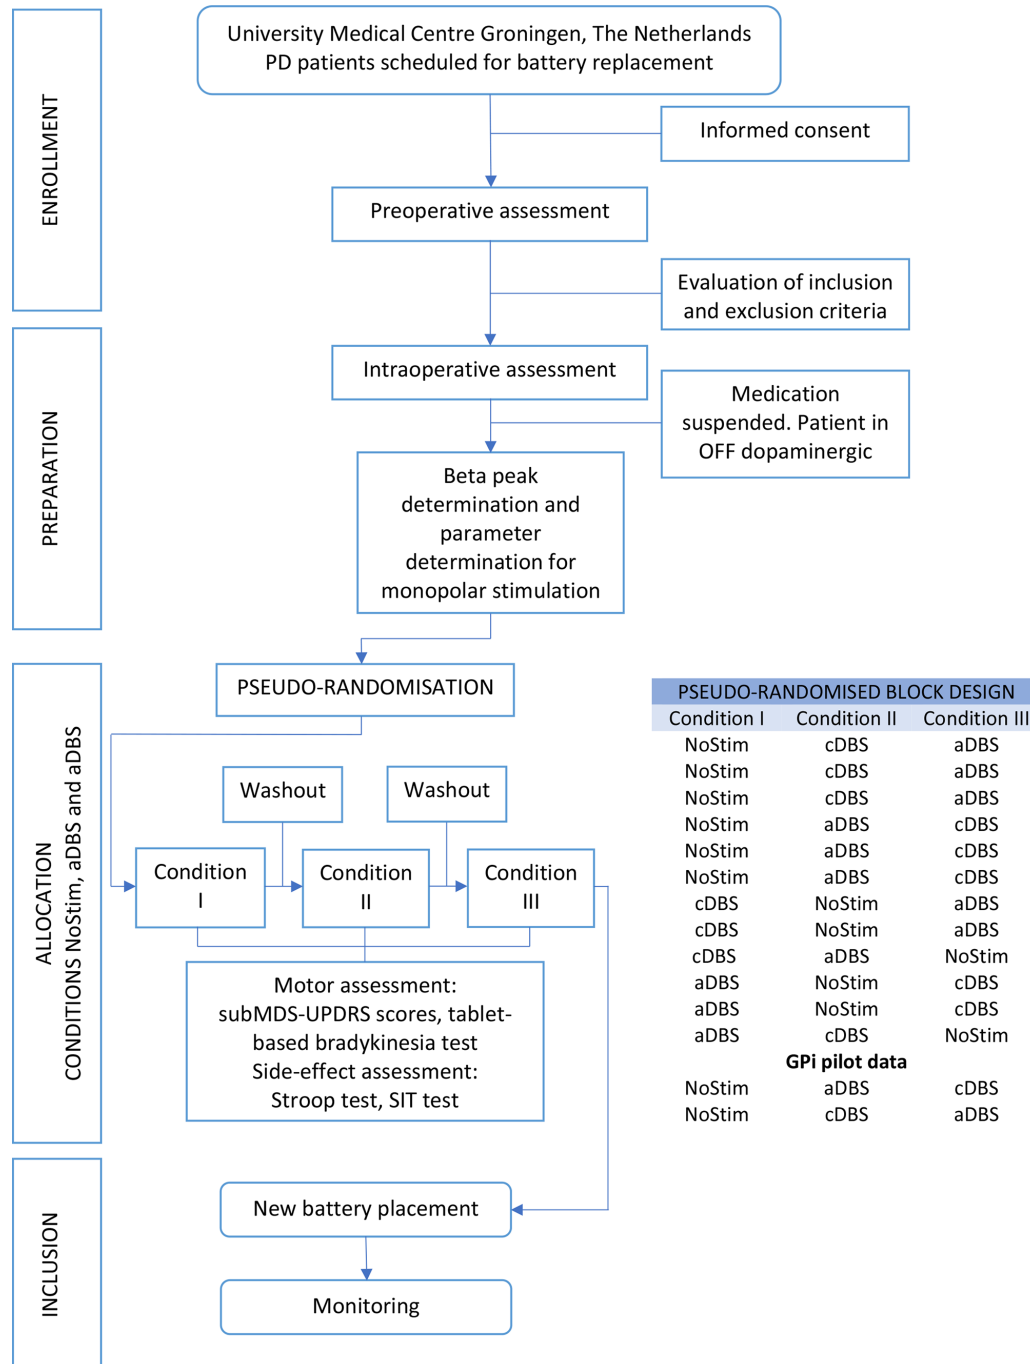 University Medical Centre Groningen, The Netherlands
PD patients scheduled for battery replacement
ENROLLMENT
Informed consent
Preoperative assessment
Evaluation of inclusion
and exclusion criteria
PREPARATION
Intraoperative assessment
Medication
suspended. Patient in
OFF dopaminergic
Beta peak
determination and
parameter
determination for
monopolar stimulation
ALLOCATION
CONDITIONS NoStim, aDBS and aDBS
PSEUDO-RANDOMISATION
Washout
Washout
Condition
I
Condition
II
Condition
III
Motor assessment:
subMDS-UPDRS scores, tablet-
based bradykinesia test
Side-effect assessment:
Stroop test, SIT test
PSEUDO-RANDOMISED BLOCK DESIGN
Condition I Condition II Condition III
NoStim cDBS aDBS
NoStim cDBS aDBS
NoStim cDBS aDBS
NoStim aDBS cDBS
NoStim aDBS cDBS
NoStim aDBS cDBS
cDBS NoStim aDBS
cDBS NoStim aDBS
cDBS aDBS NoStim
aDBS NoStim cDBS
aDBS NoStim cDBS
aDBS cDBS NoStim
GPi pilot data
NoStim aDBS cDBS
NoStim cDBS aDBS
INCLUSION
New battery placement
Monitoring